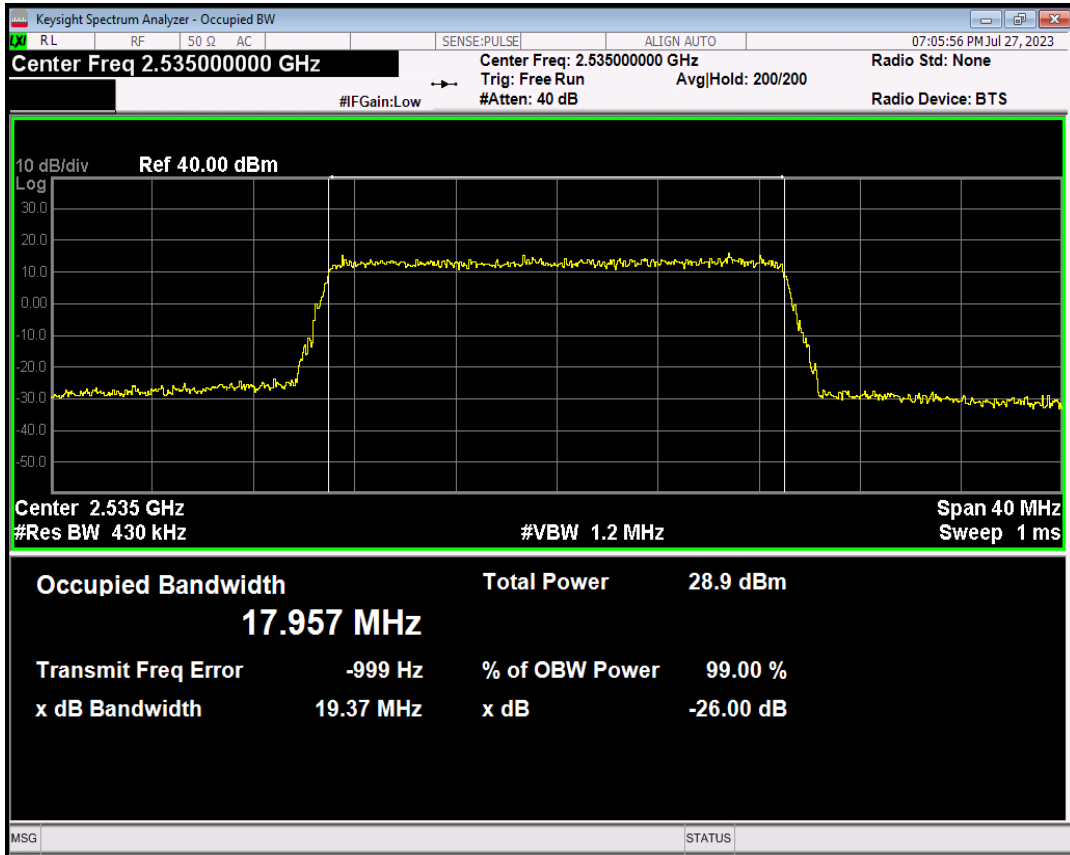 Keysight Spectrum Analyzer - Occupied BW
LXI RL RF 50 Ω AC SENSE:PULSE ALIGN AUTO 07:05:56 PM Jul 27, 2023
Center Freq 2.535000000 GHz Center Freq: 2.535000000 GHz Radio Std: None
Trig: Free Run Avg|Hold: 200/200
#IFGain:Low #Atten: 40 dB Radio Device: BTS
10 dB/div Ref 40.00 dBm
Log
30.0
20.0
10.0
0.00
-10.0
-20.0
-30.0
-40.0
-50.0
Center 2.535 GHz Span 40 MHz
#Res BW 430 kHz #VBW 1.2 MHz Sweep 1 ms
Occupied Bandwidth Total Power 28.9 dBm
17.957 MHz
Transmit Freq Error -999 Hz % of OBW Power 99.00 %
x dB Bandwidth 19.37 MHz x dB -26.00 dB
MSG STATUS